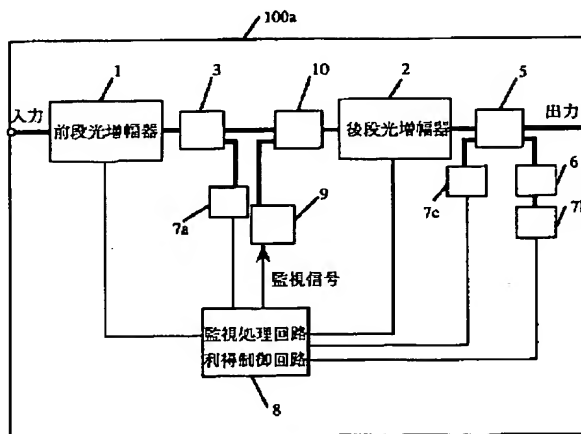 100a
1
3
10
2
5
入力
前段光増幅器
後段光増幅器
出力
6
7a
9
7c
監視信号
監視処理回路
利得制御回路
8